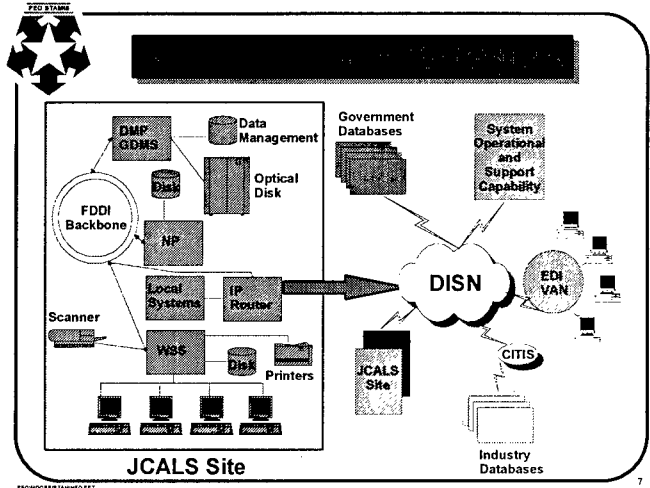 PEO STAMIS
DMP
GDMS
Data
Management
Disk
Optical
Disk
FDDI
Backbone
NP
Local
Systems
IP
Router
Scanner
WSS
Disk
Printers
JCALS Site
Government
Databases
System
Operational
and
Support
Capability
DISN
EDI
VAN
JCALS
Site
CITIS
Industry
Databases
7